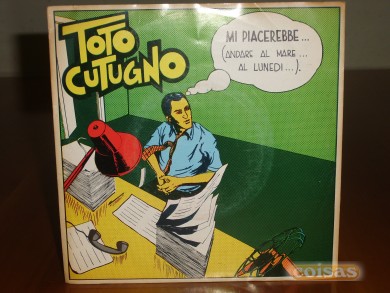 TOTO
CUTUGNO
MI PIACEREBBE...
(ANDARE AL MARE...
AL LUNEDI...).
coisas